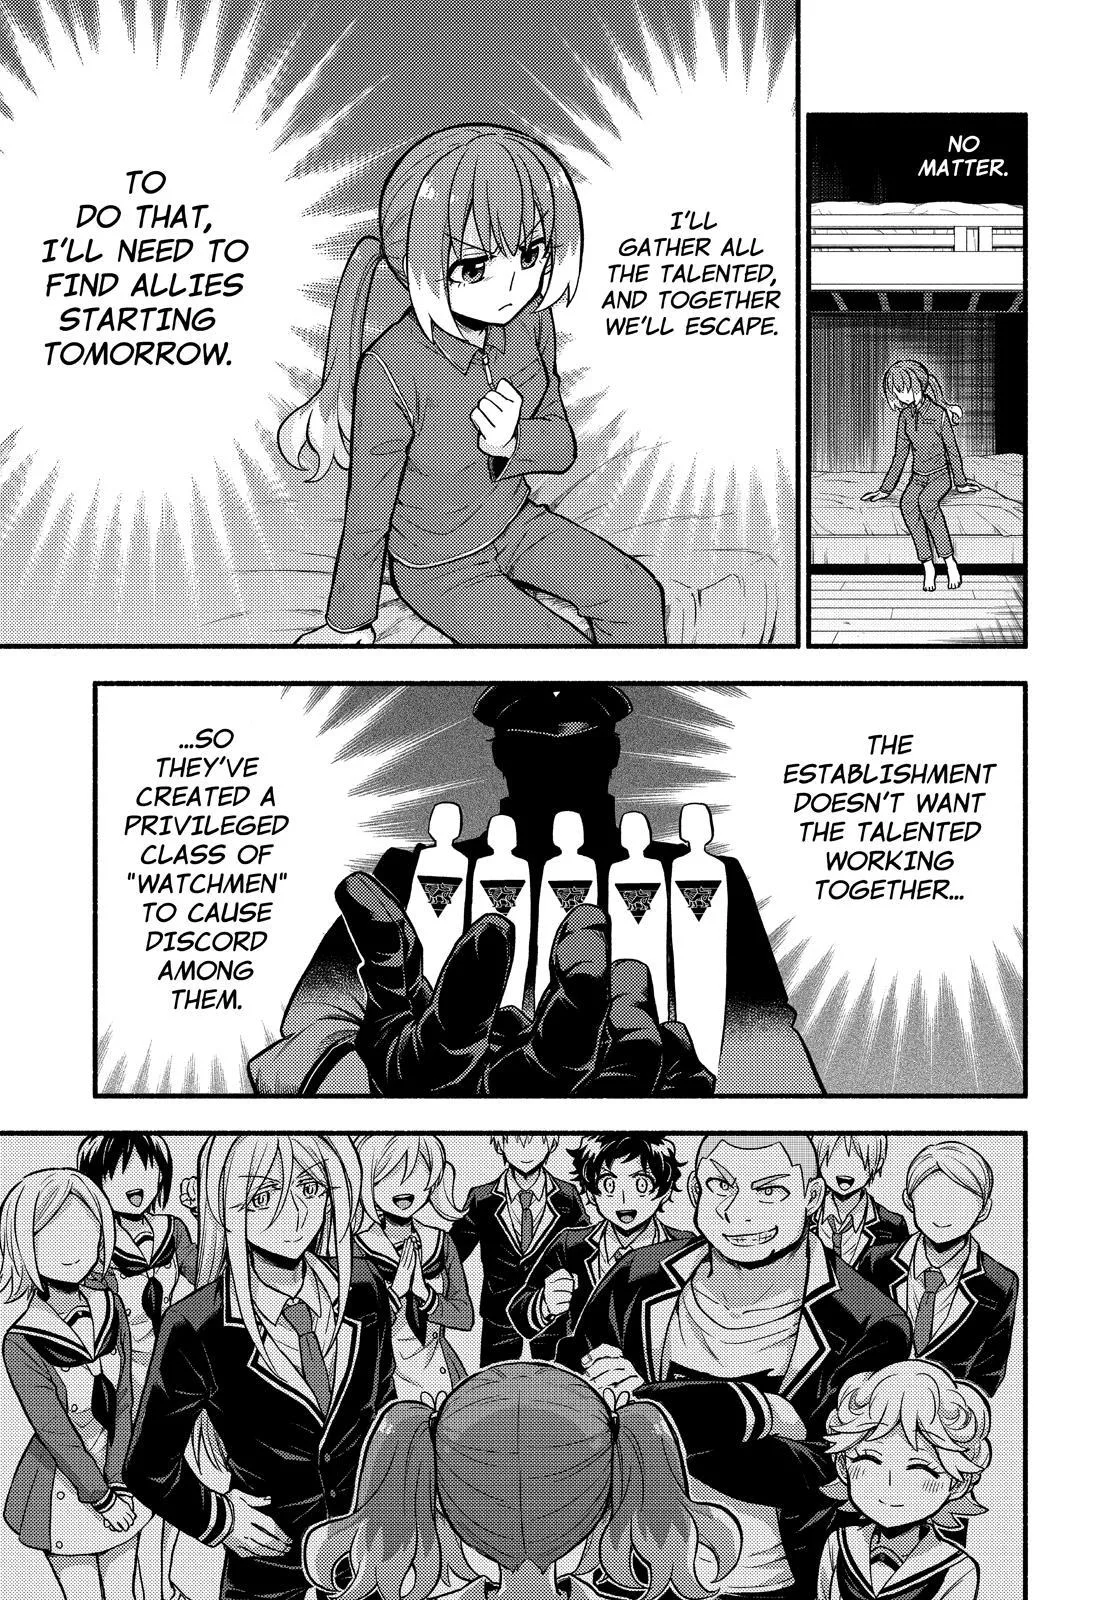 NO
MATTER.
I'LL
GATHER ALL
THE TALENTED,
AND TOGETHER
WE'LL ESCAPE.
TO
DO THAT,
I'LL NEED TO
FIND ALLIES
STARTING
TOMORROW.
THE
ESTABLISHMENT
DOESN'T WANT
THE TALENTED
WORKING
TOGETHER...
...SO
THEY'VE
CREATED A
PRIVILEGED
CLASS OF
"WATCHMEN"
TO CAUSE
DISCORD
AMONG
THEM.